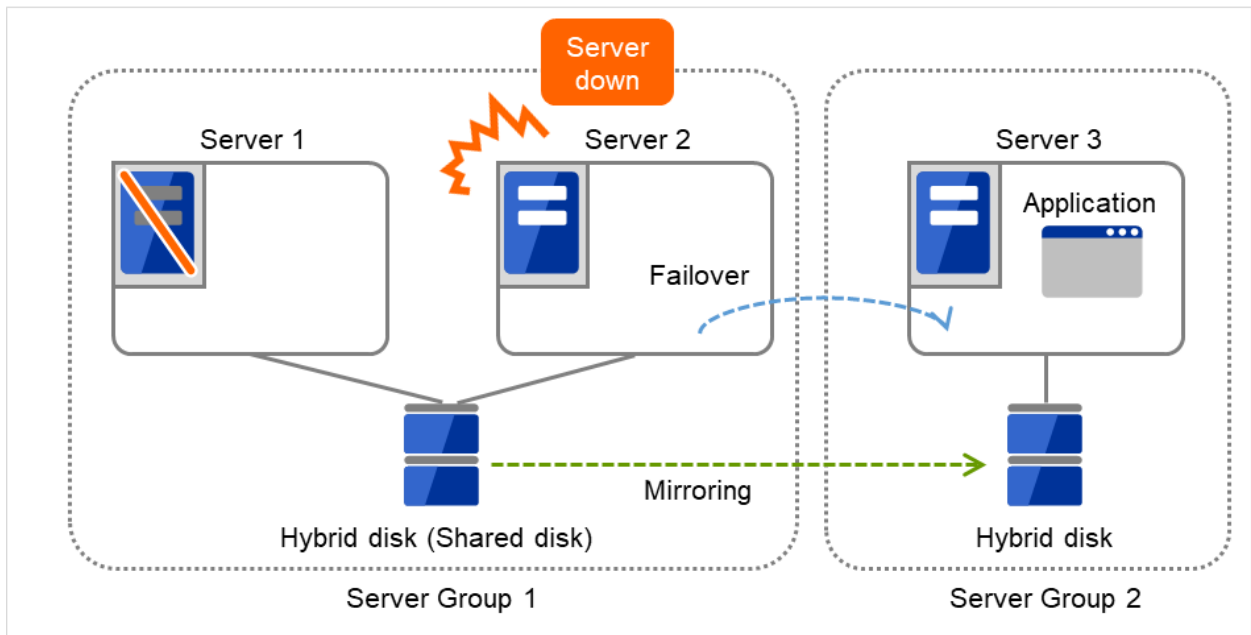 Server
down
Server 1
Server 2
Server 3
Application
Failover
Mirroring
Hybrid disk (Shared disk)
Hybrid disk
Server Group 1
Server Group 2